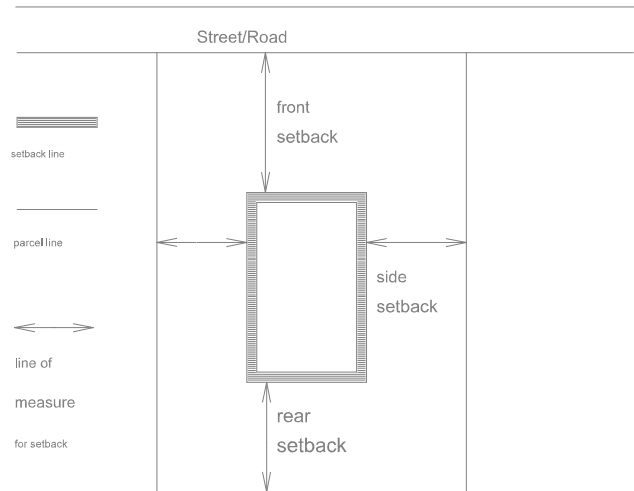 Street/Road
front
setback
setback line
parcel line
side
setback
line of
measure
for setback
rear
setback